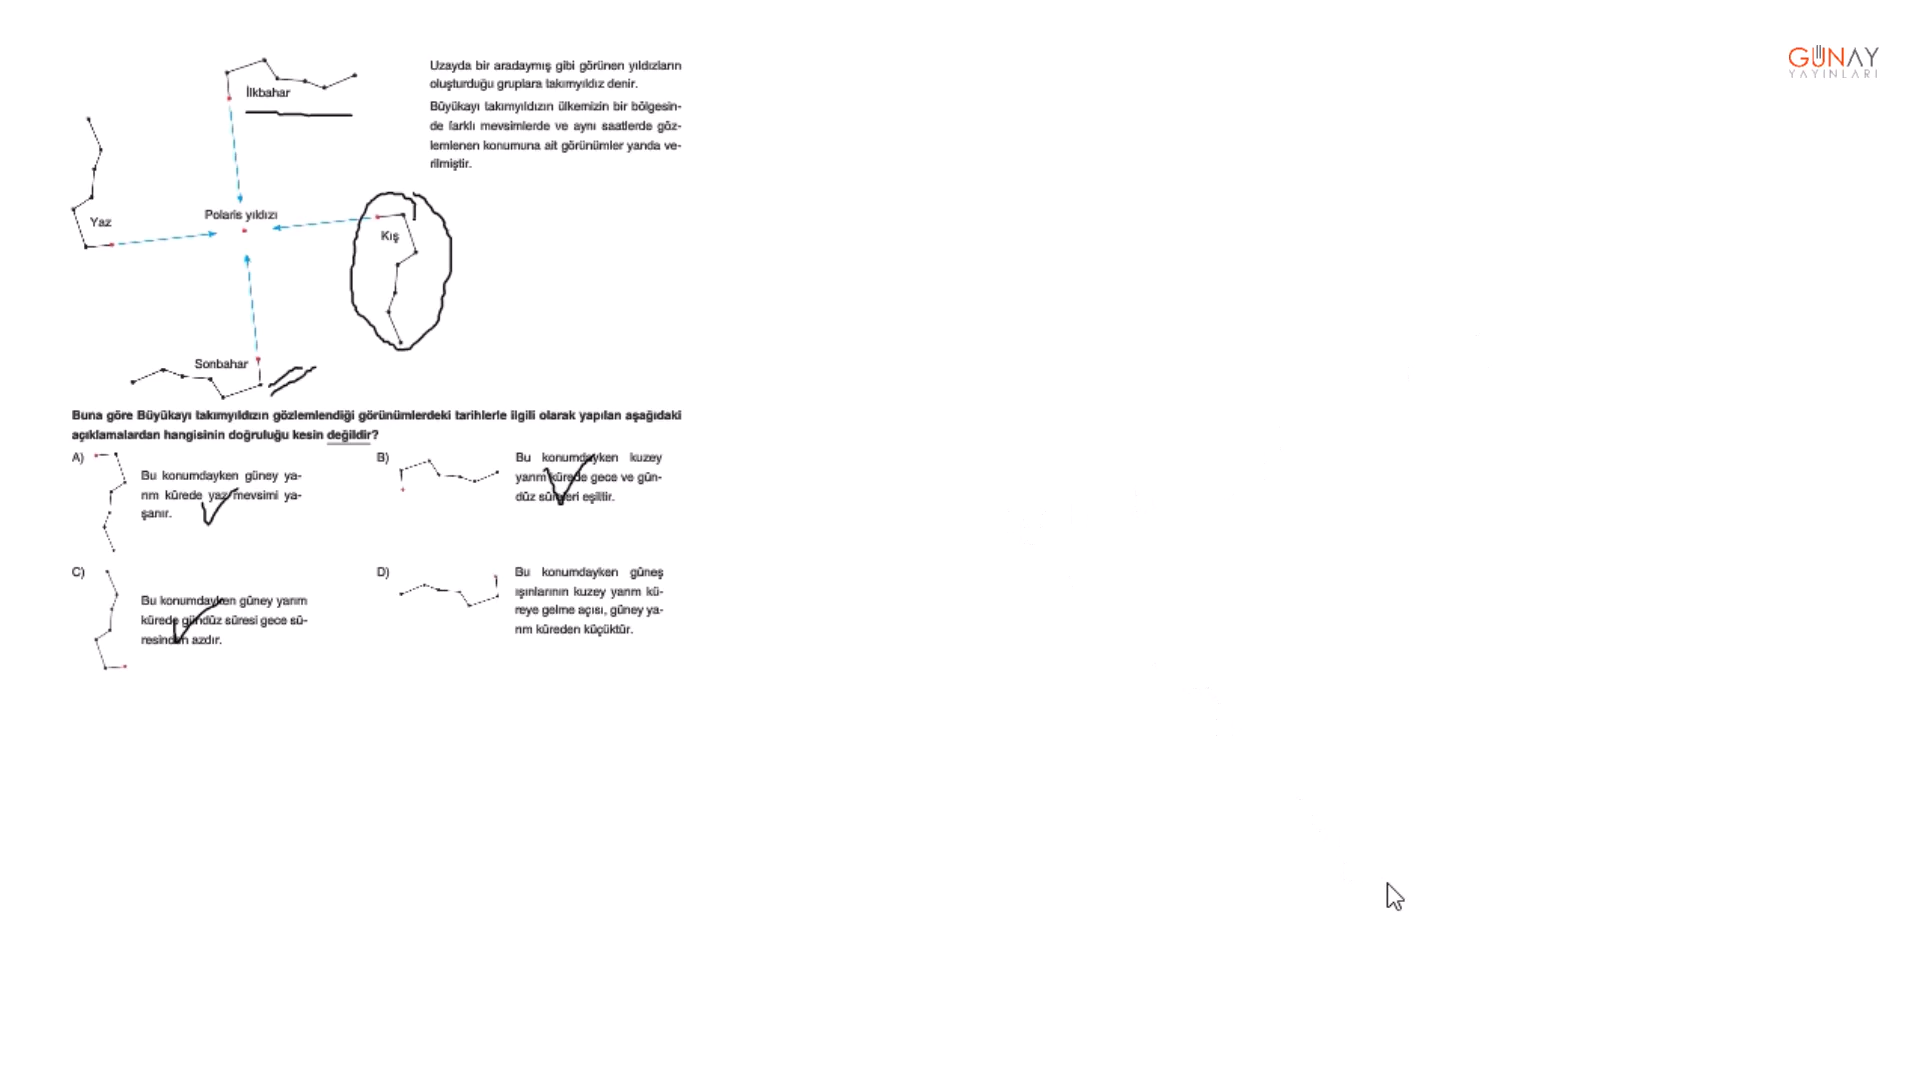 GÜNAY
YAYINLARI
İlkbahar
Yaz
Polaris yıldızı
Kış
Sonbahar
Uzayda bir aradaymış gibi görünen yıldızların
oluşturduğu gruplara takımyıldız denir.
Büyükayı takımyıldızın ülkemizin bir bölgesin-
de farklı mevsimlerde ve aynı saatlerde göz-
lemlenen konumuna ait görünümler yanda ve-
rilmiştir.
Buna göre Büyükayı takımyıldızın gözlemlendiği görünümlerdeki tarihlerle ilgili olarak yapılan aşağıdaki
açıklamalardan hangisinin doğruluğu kesin değildir?
A)
Bu konumdayken güney ya-
rım kürede yaz mevsimi ya-
şanır.
B)
Bu konumdayken kuzey
yarım kürede gece ve gün-
düz süreleri eşittir.
C)
Bu konumdayken güney yarım
kürede gündüz süresi gece sü-
resinden azdır.
D)
Bu konumdayken güneş
ışınlarının kuzey yarım kü-
reye gelme açısı, güney ya-
rım küreden küçüktür.